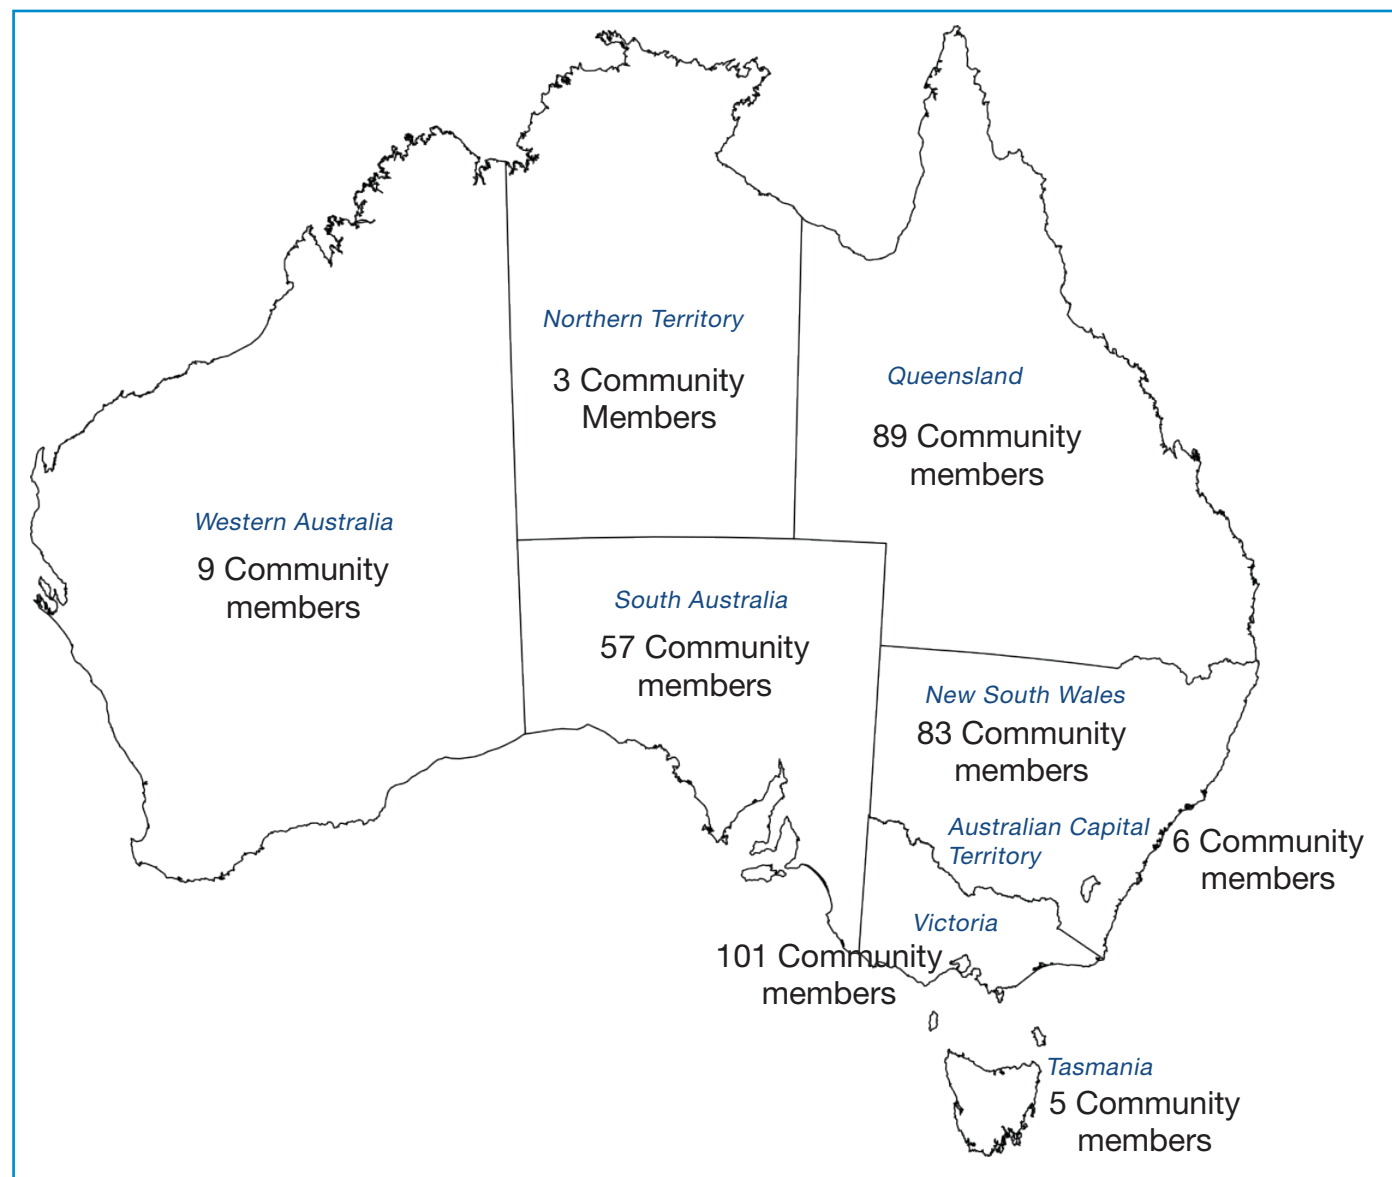 Northern Territory
3 Community
Members
Queensland
89 Community
members
Western Australia
9 Community
members
South Australia
57 Community
members
New South Wales
83 Community
members
Australian Capital
Territory
6 Community
members
Victoria
101 Community
members
Tasmania
5 Community
members